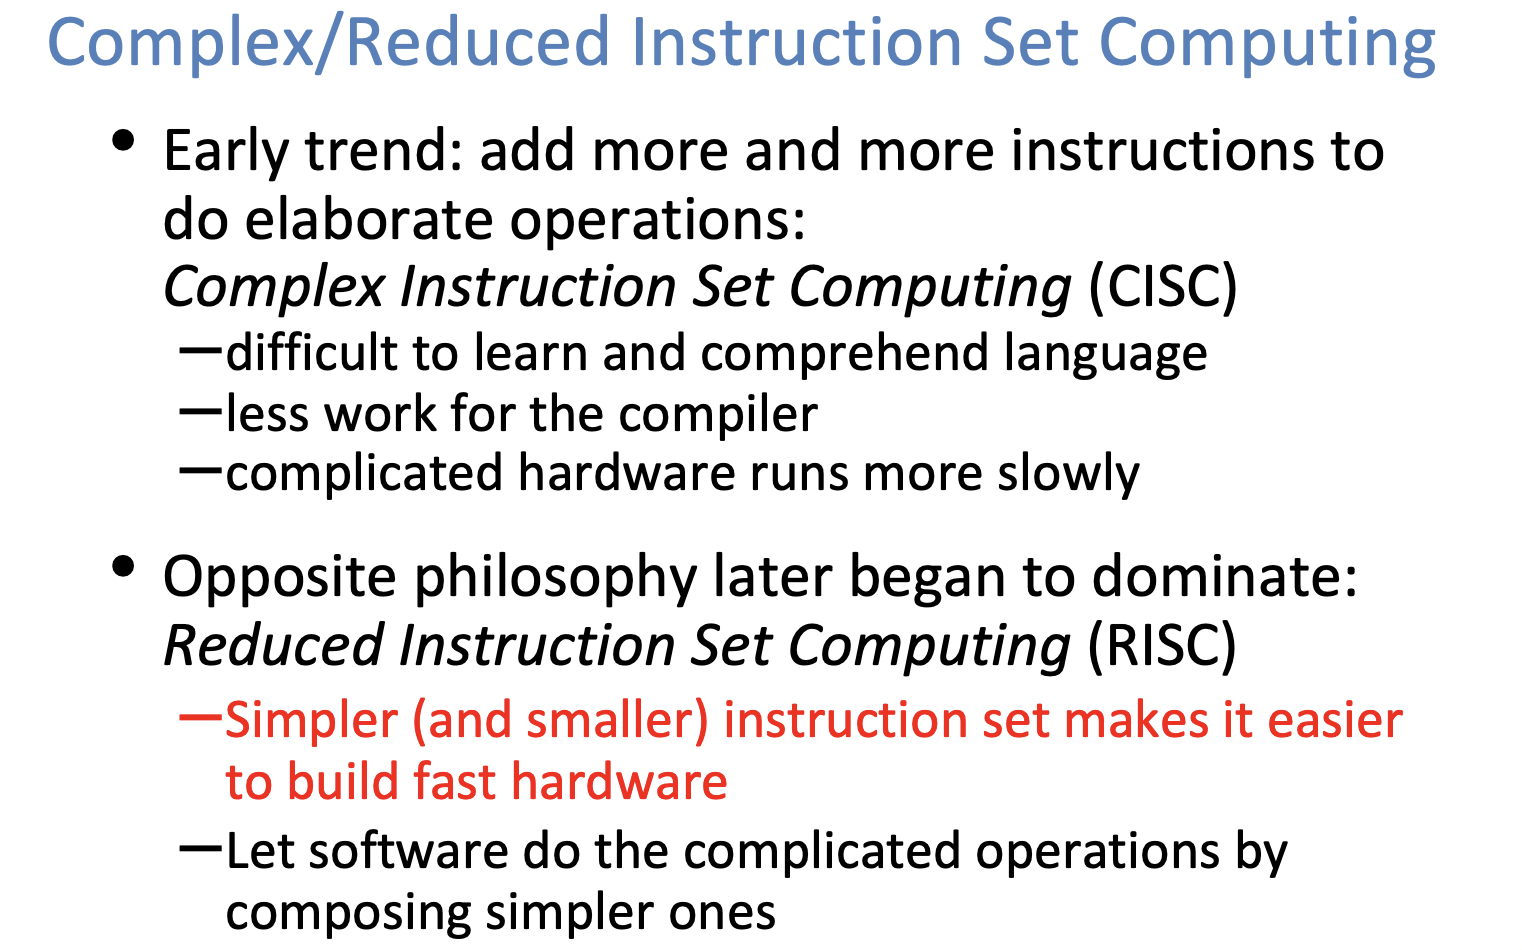 Complex/Reduced Instruction Set Computing
• Early trend: add more and more instructions to
do elaborate operations:
Complex Instruction Set Computing (CISC)
—difficult to learn and comprehend language
—less work for the compiler
—complicated hardware runs more slowly
• Opposite philosophy later began to dominate:
Reduced Instruction Set Computing (RISC)
—Simpler (and smaller) instruction set makes it easier
to build fast hardware
—Let software do the complicated operations by
composing simpler ones